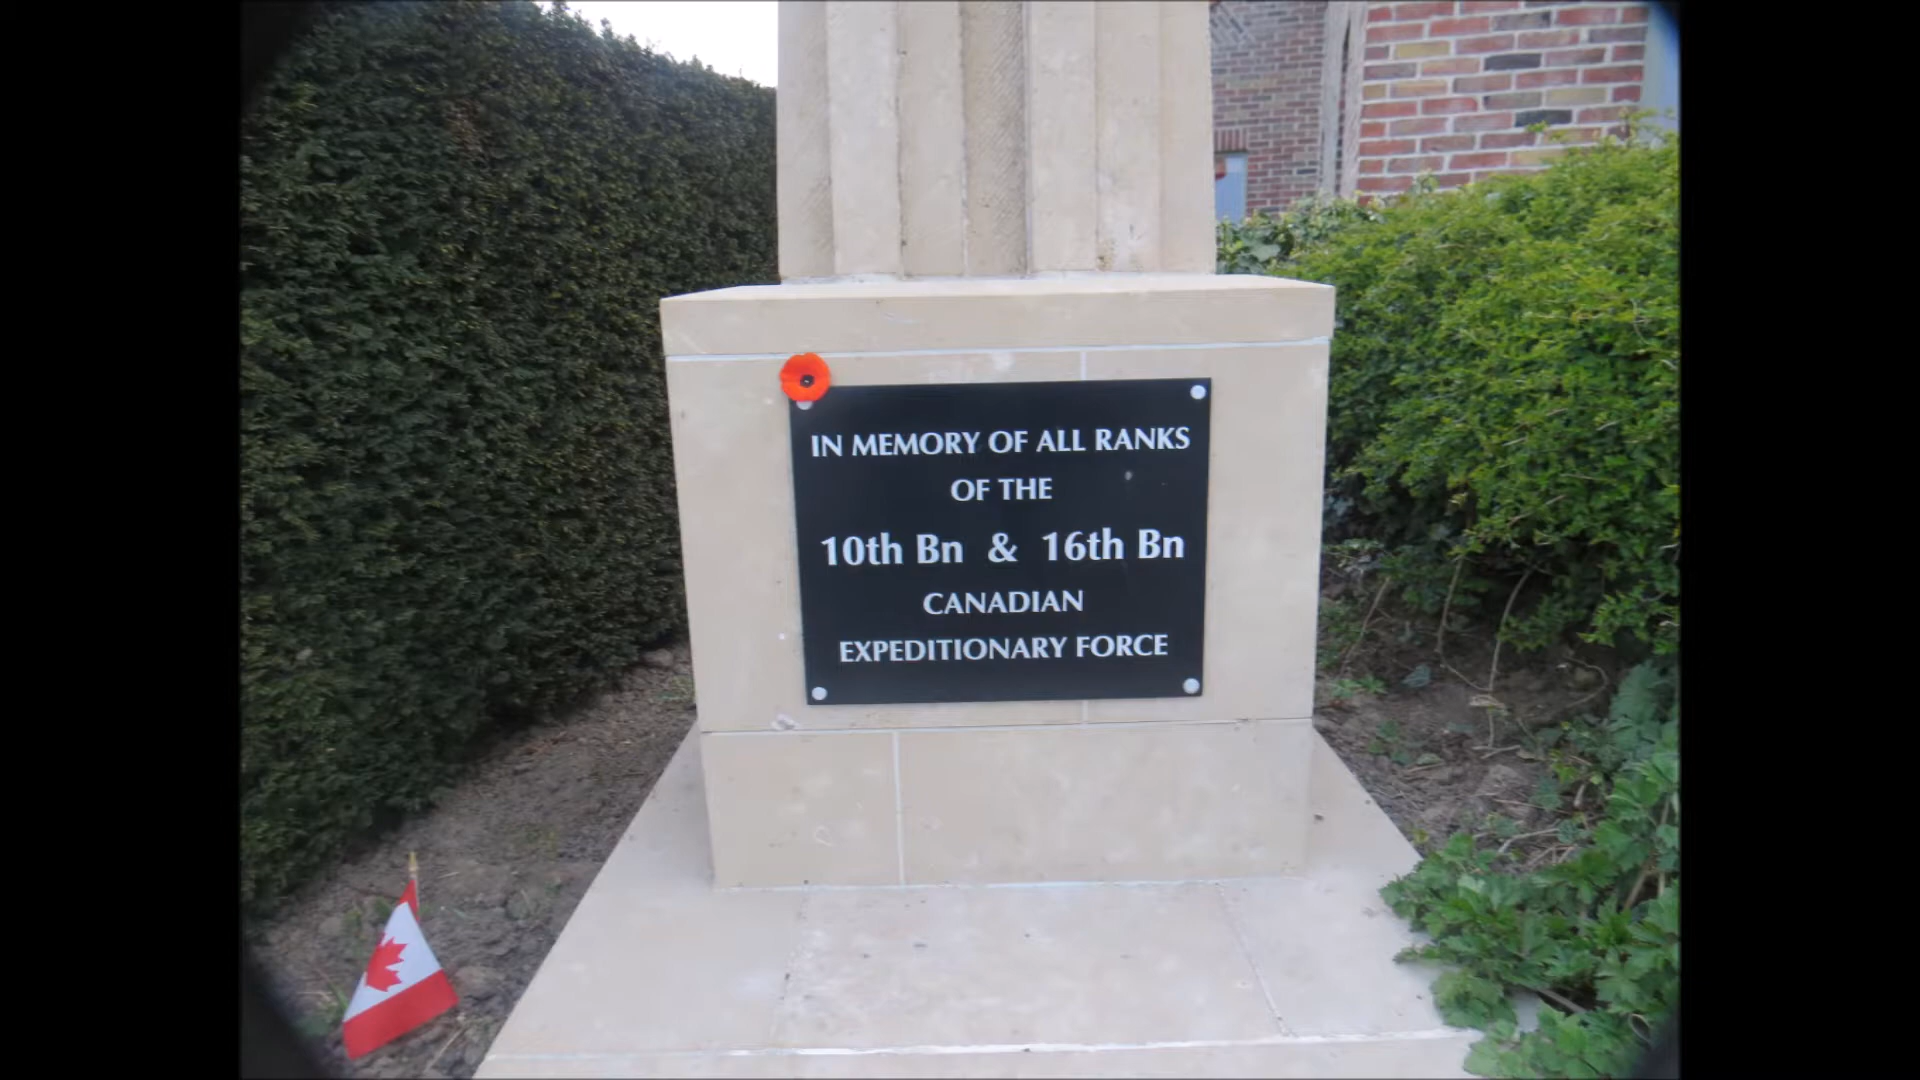 IN MEMORY OF ALL RANKS
OF THE
10th Bn & 16th Bn
CANADIAN
EXPEDITIONARY FORCE